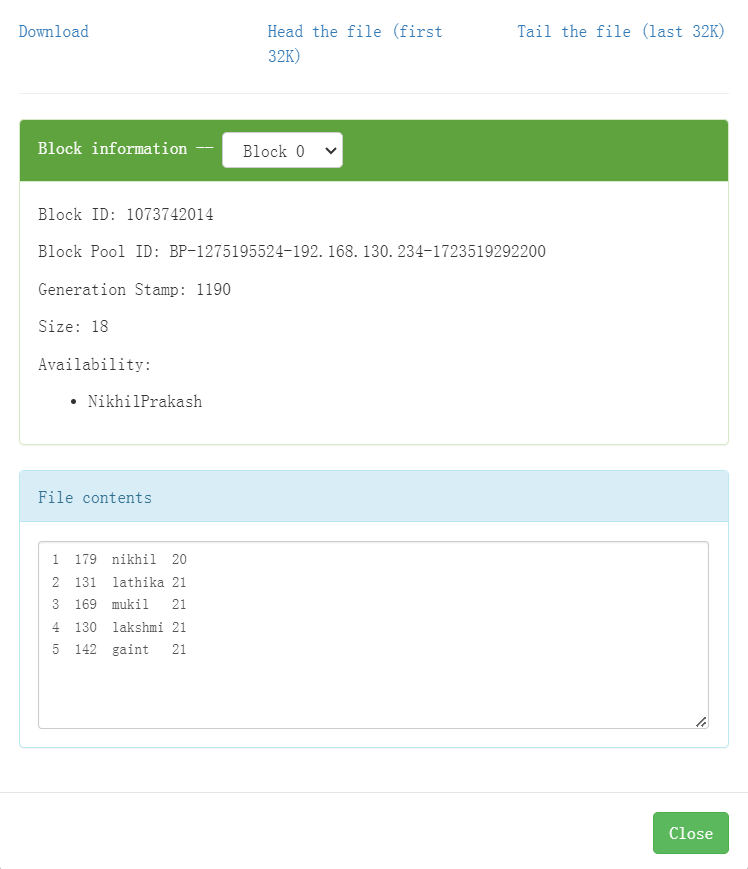 Download
Head the file (first 32K)
Tail the file (last 32K)
Block information -- Block 0
Block ID: 1073742014
Block Pool ID: BP-1275195524-192.168.130.234-1723519292200
Generation Stamp: 1190
Size: 18
Availability:
• NikhilPrakash
File contents
1 179 nikhil 20
2 131 lathika 21
3 169 mukil 21
4 130 lakshmi 21
5 142 gaint 21
Close